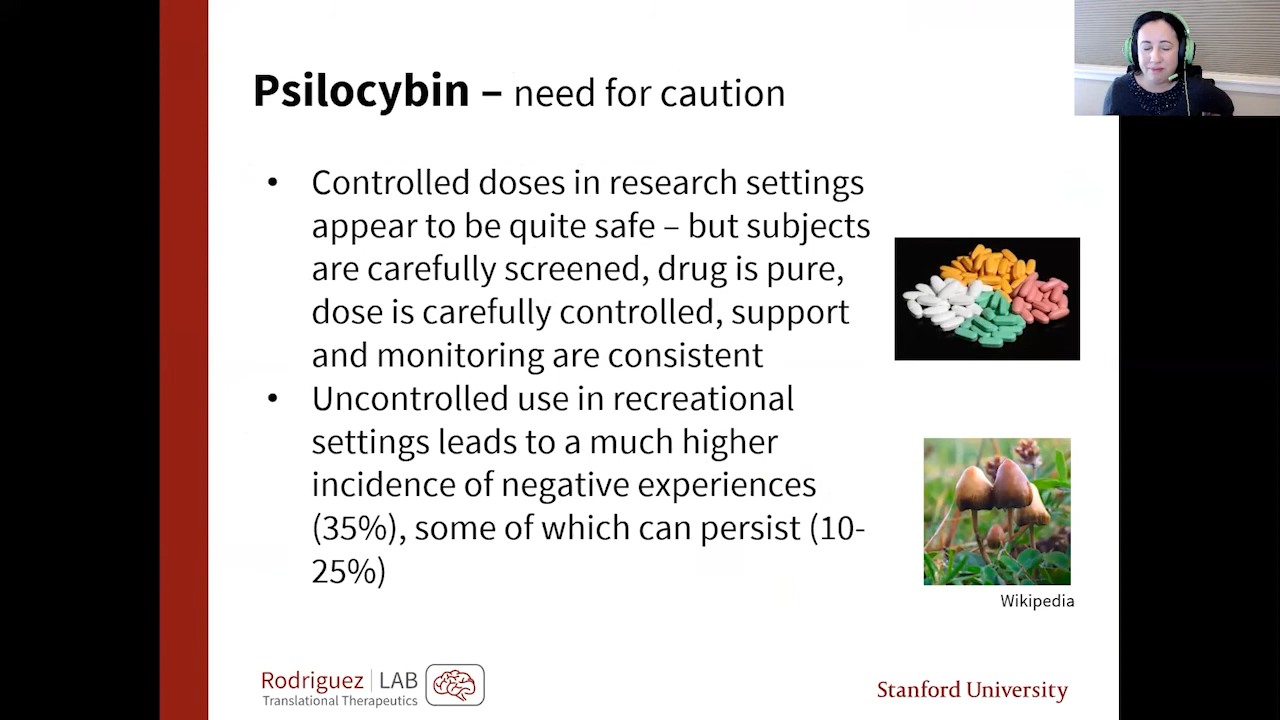 Psilocybin – need for caution
• Controlled doses in research settings
appear to be quite safe – but subjects
are carefully screened, drug is pure,
dose is carefully controlled, support
and monitoring are consistent
• Uncontrolled use in recreational
settings leads to a much higher
incidence of negative experiences
(35%), some of which can persist (10-
25%)
Wikipedia
Rodriguez | LAB
Translational Therapeutics
Stanford University